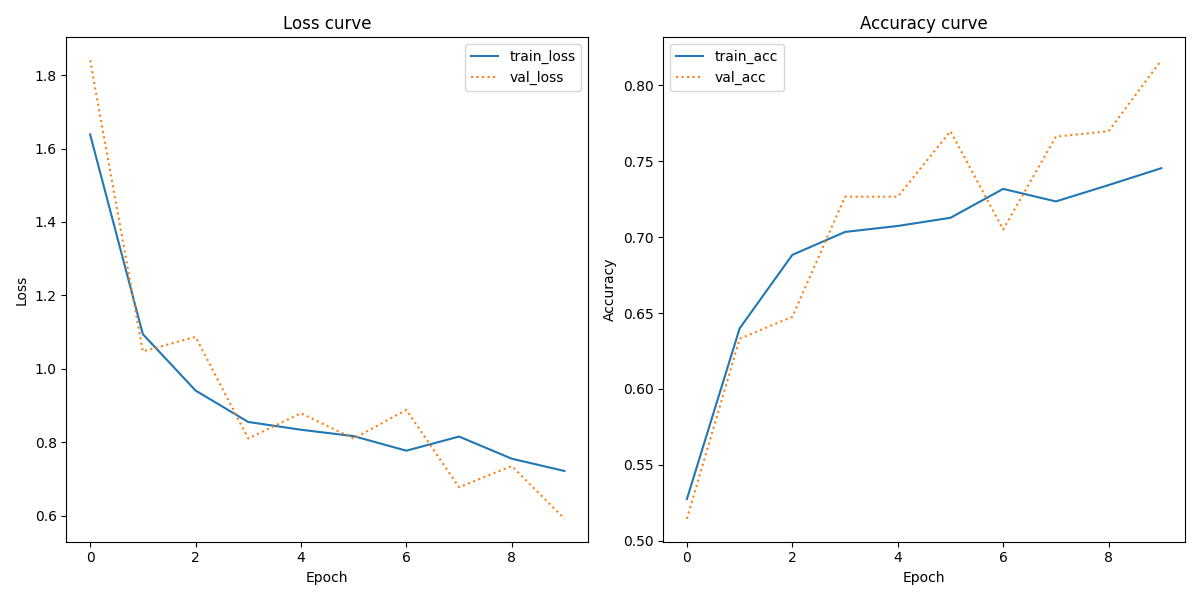 Loss curve
train_loss
val_loss
1.8
1.6
1.4
1.2
1.0
0.8
0.6
Loss
0 2 4 6 8
Epoch
Accuracy curve
train_acc
val_acc
0.80
0.75
0.70
0.65
0.60
0.55
0.50
Accuracy
0 2 4 6 8
Epoch